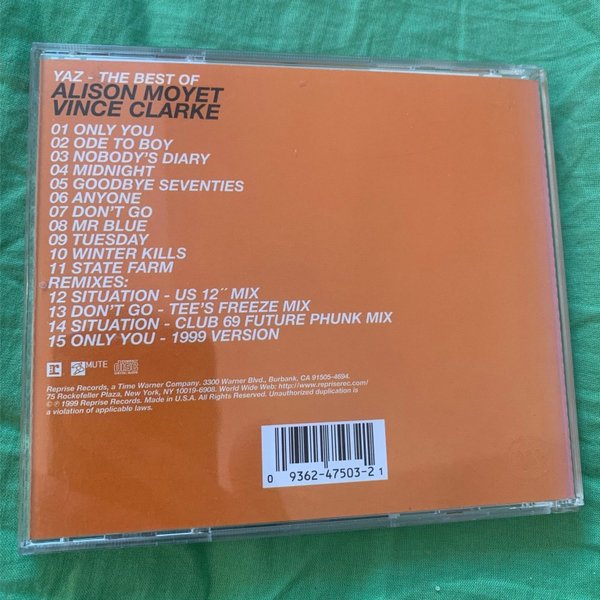 YAZ - THE BEST OF
ALISON MOYET
VINCE CLARKE
01 ONLY YOU
02 ODE TO BOY
03 NOBODY'S DIARY
04 MIDNIGHT
05 GOODBYE SEVENTIES
06 ANYONE
07 DON'T GO
08 MR BLUE
09 TUESDAY
10 WINTER KILLS
11 STATE FARM
REMIXES:
12 SITUATION - US 12" MIX
13 DON'T GO - TEE'S FREEZE MIX
14 SITUATION - CLUB 69 FUTURE PHUNK MIX
15 ONLY YOU - 1999 VERSION
r MUTE COMPACT disc DIGITAL AUDIO
Reprise Records, a Time Warner Company. 3300 Warner Blvd., Burbank, CA 91505-4694.
75 Rockefeller Plaza, New York, NY 10019-6908. World Wide Web: http://www.repriserec.com/
©℗ 1999 Reprise Records. Made in U.S.A. All Rights Reserved. Unauthorized duplication is
a violation of applicable laws.
0 9362-47503-2 1